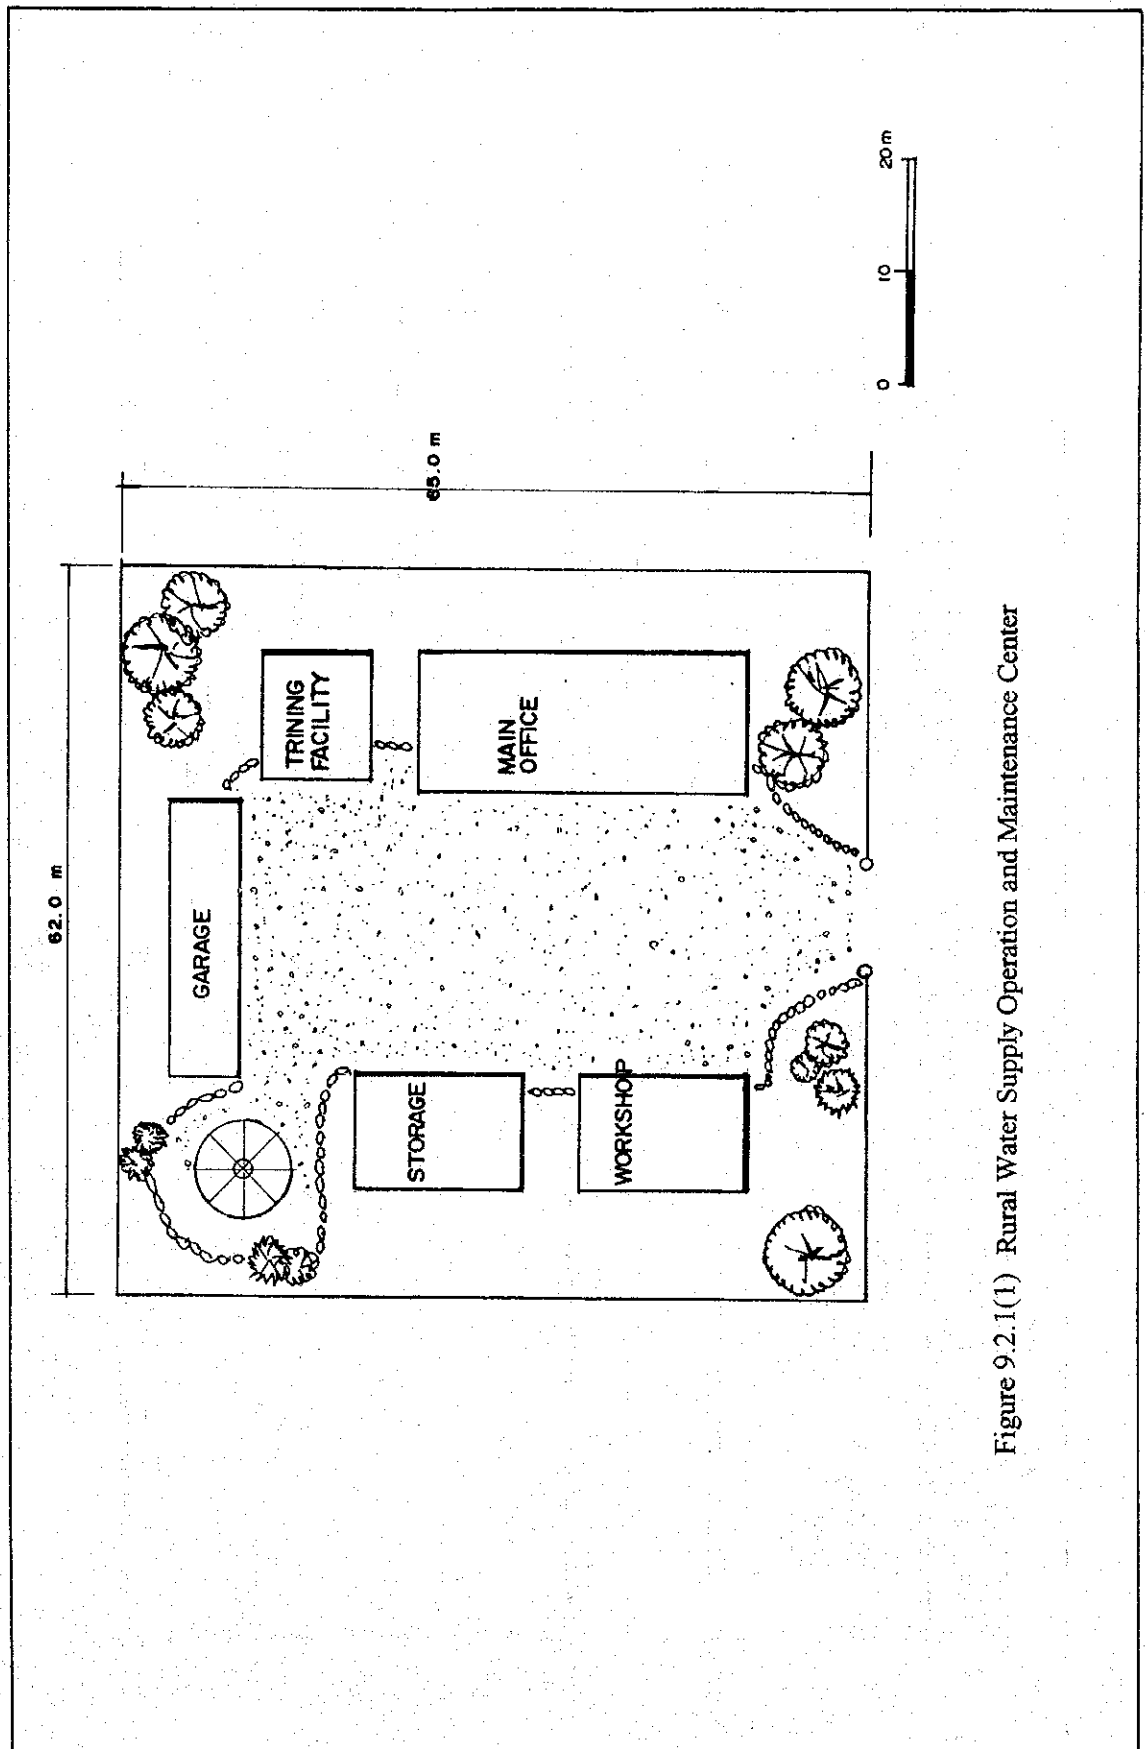 62.0 m
65.0 m
GARAGE
TRINING
FACILITY
MAIN
OFFICE
STORAGE
WORKSHOP
0
10
20m
Figure 9.2.1(1) Rural Water Supply Operation and Maintenance Center